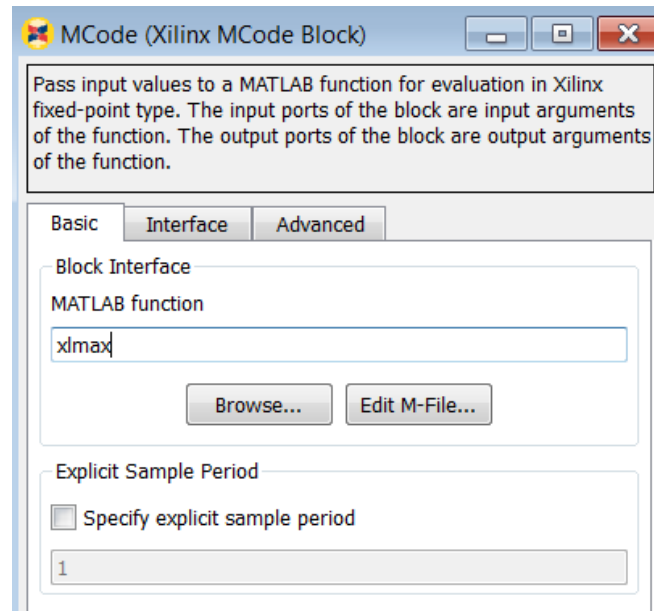 MCode (Xilinx MCode Block)
Pass input values to a MATLAB function for evaluation in Xilinx
fixed-point type. The input ports of the block are input arguments
of the function. The output ports of the block are output arguments
of the function.
Basic Interface Advanced
Block Interface
MATLAB function
xlmax
Browse... Edit M-File...
Explicit Sample Period
Specify explicit sample period
1